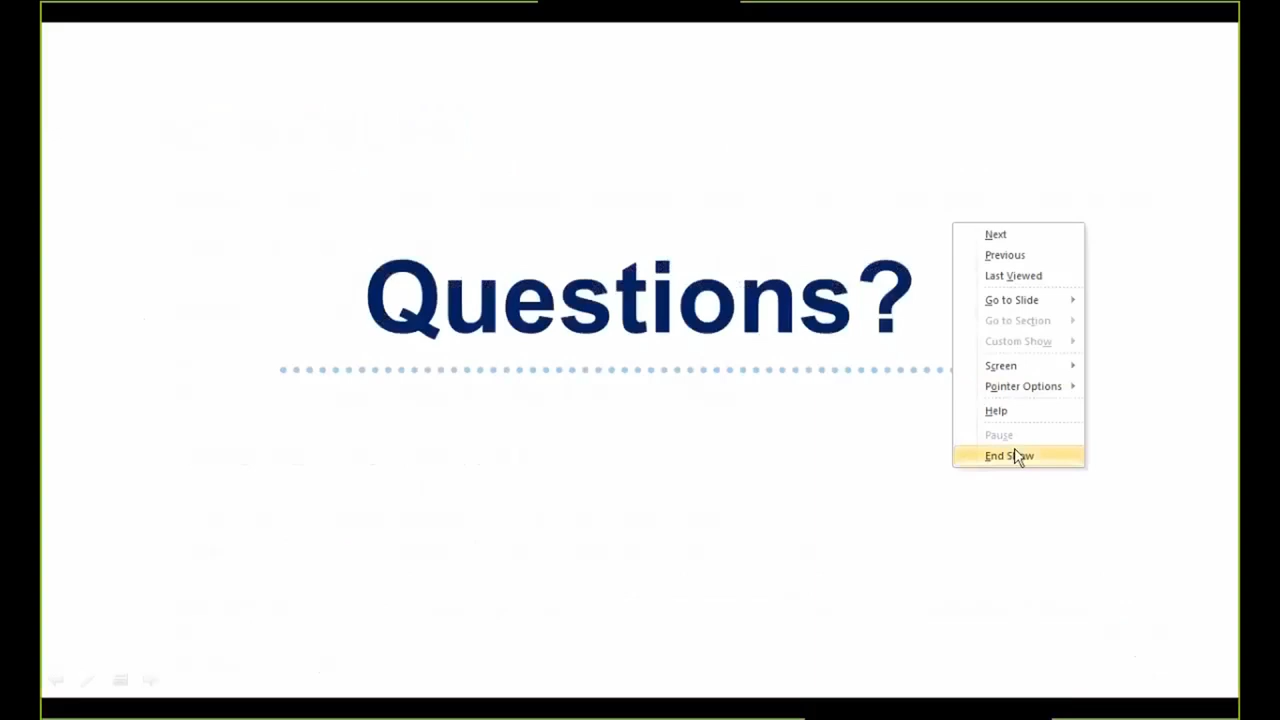 Questions?
Next
Previous
Last Viewed
Go to Slide
Go to Section
Custom Show
Screen
Pointer Options
Help
Pause
End Show